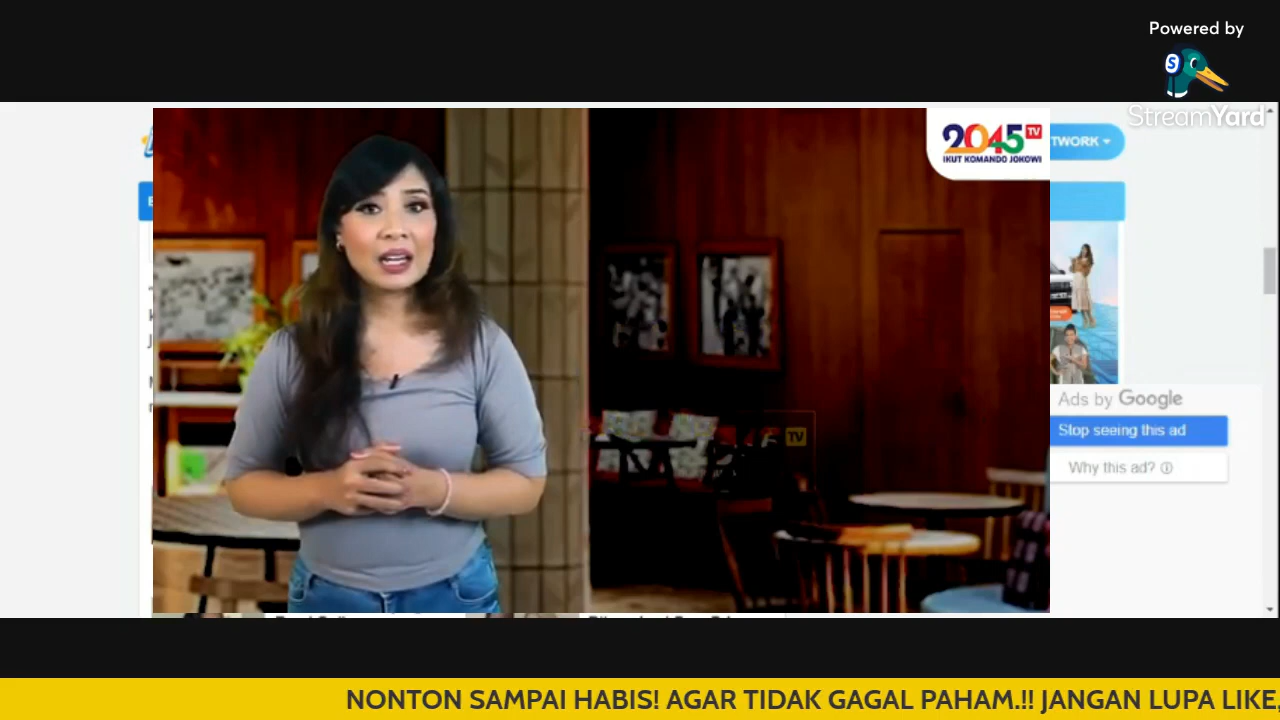 Powered by
StreamYard
2045 TV
IKUT KOMANDO JOKOWI
TWORK
Ads by Google
Stop seeing this ad
Why this ad?
TV
NONTON SAMPAI HABIS! AGAR TIDAK GAGAL PAHAM.!! JANGAN LUPA LIKE,